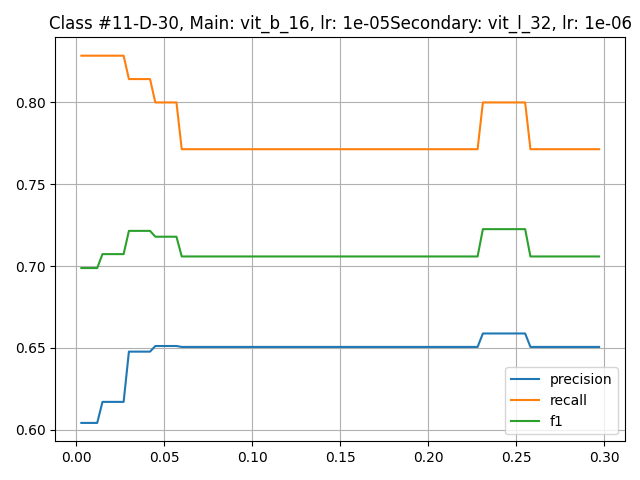 Class #11-D-30, Main: vit_b_16, lr: 1e-05Secondary: vit_l_32, lr: 1e-06
0.80
0.75
0.70
0.65
0.60
precision
recall
f1
0.00 0.05 0.10 0.15 0.20 0.25 0.30